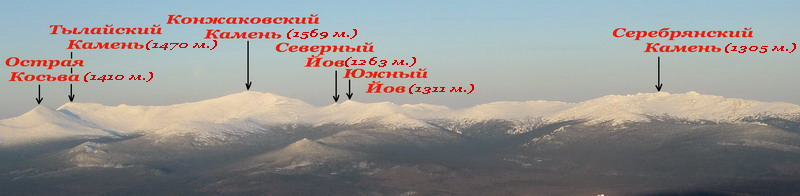 Острая
Косьва (1410 м.)
Тылайский
Камень (1470 м.)
Конжаковский
Камень (1569 м.)
Северный
Йов (1263 м.)
Южный
Йов (1311 м.)
Серебрянский
Камень (1305 м.)